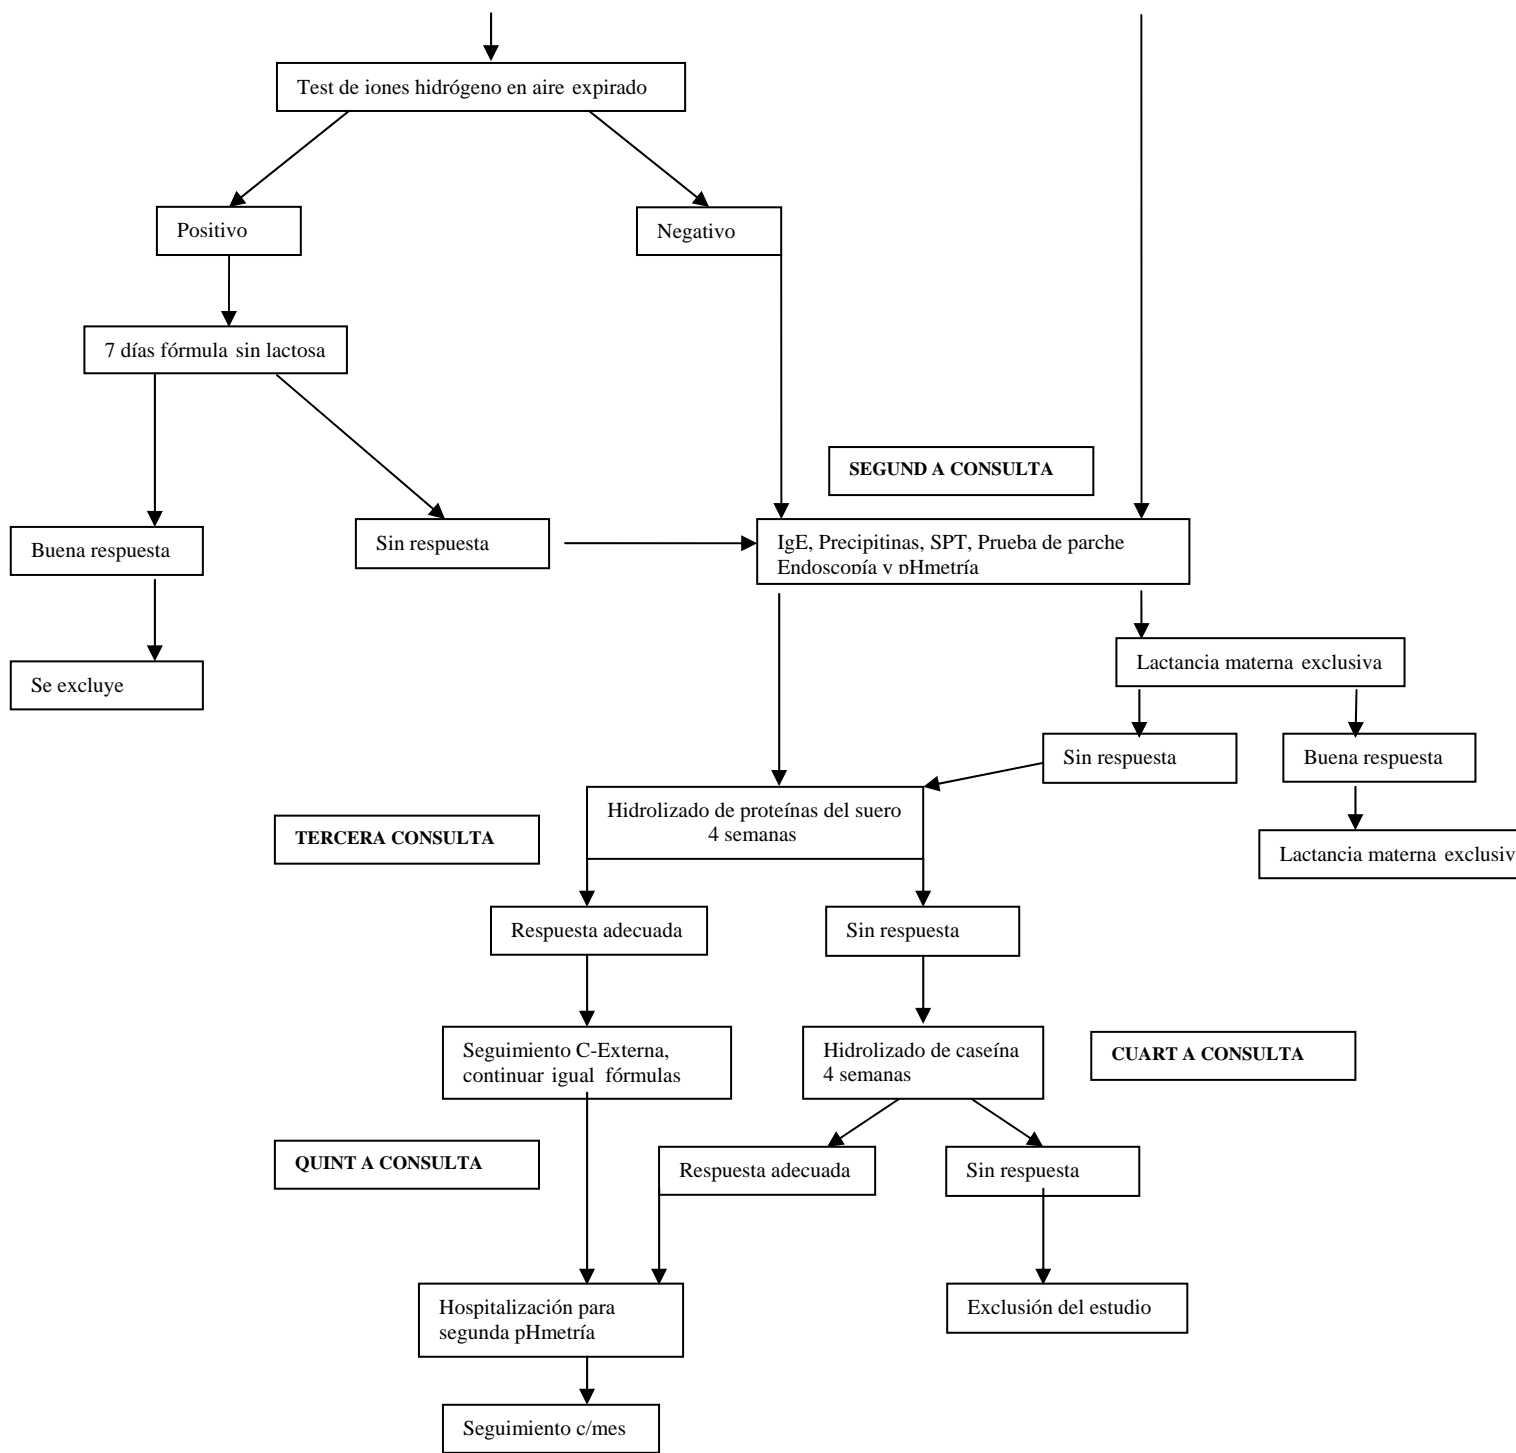 Test de iones hidrógeno en aire expirado
Positivo
Negativo
7 días fórmula sin lactosa
SEGUND A CONSULTA
Buena respuesta
Sin respuesta
IgE, Precipitinas, SPT, Prueba de parche
Endoscopía y pHmetría
Lactancia materna exclusiva
Se excluye
Sin respuesta
Buena respuesta
Hidrolizado de proteínas del suero
4 semanas
TERCERA CONSULTA
Lactancia materna exclusiv
Respuesta adecuada
Sin respuesta
Seguimiento C-Externa,
continuar igual fórmulas
Hidrolizado de caseína
4 semanas
CUART A CONSULTA
QUINT A CONSULTA
Respuesta adecuada
Sin respuesta
Hospitalización para
segunda pHmetría
Exclusión del estudio
Seguimiento c/mes